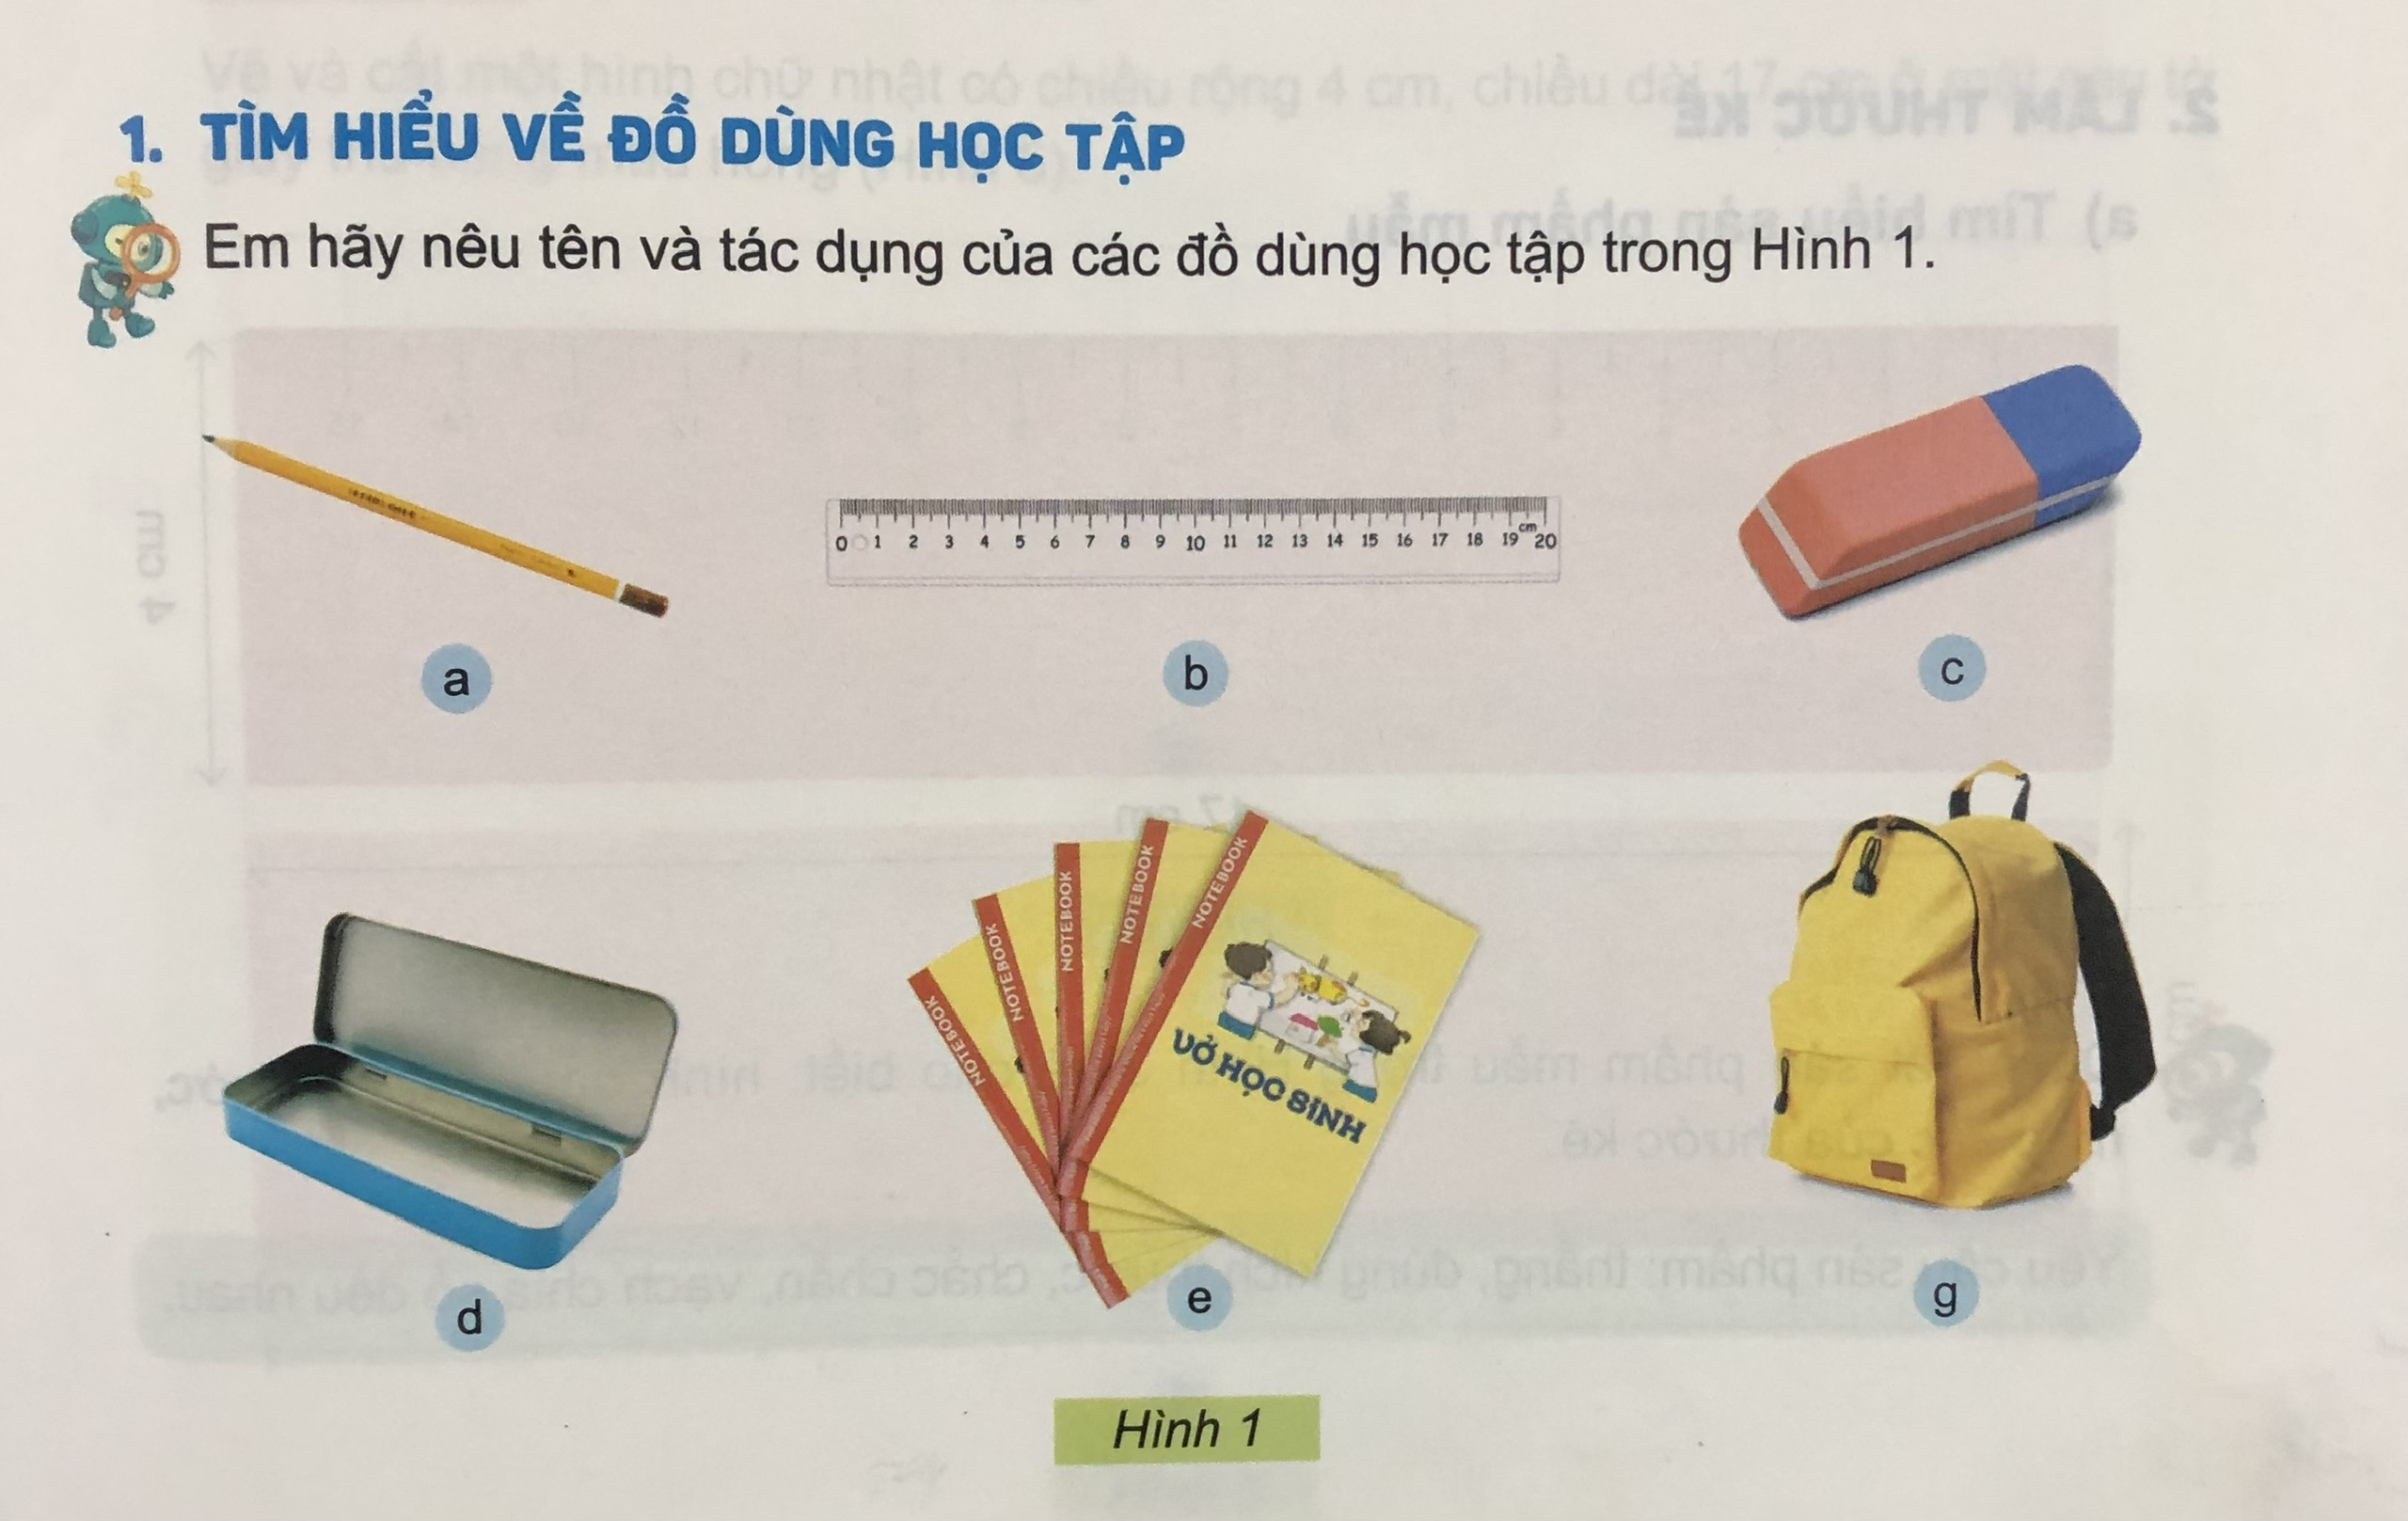 1. TÌM HIỂU VỀ ĐỒ DÙNG HỌC TẬP
Em hãy nêu tên và tác dụng của các đồ dùng học tập trong Hình 1.
0 1 2 3 4 5 6 7 8 9 10 11 12 13 14 15 16 17 18 19 cm 20
a
b
c
NOTEBOOK
NOTEBOOK
NOTEBOOK
NOTEBOOK
NOTEBOOK
VỞ HỌC SINH
d
e
g
Hình 1